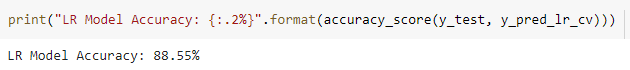 print("LR Model Accuracy: {:.2%}".format(accuracy_score(y_test, y_pred_lr_cv)))
LR Model Accuracy: 88.55%